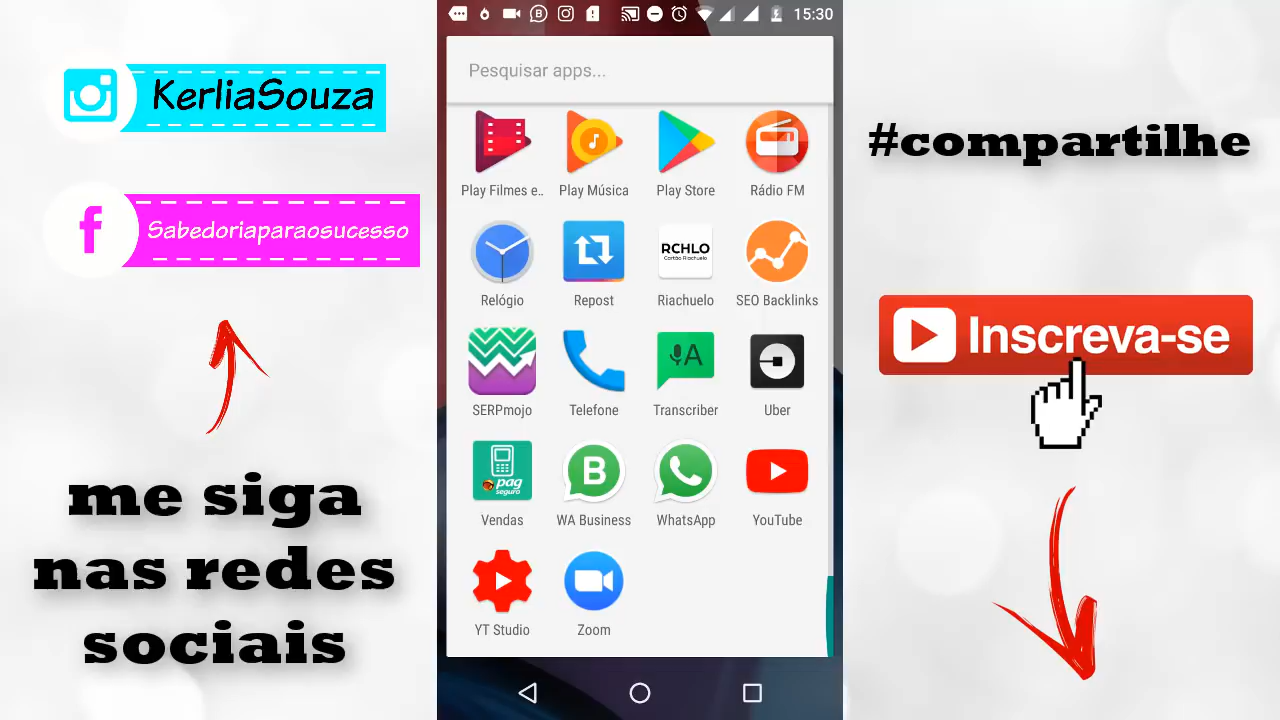 KerliaSouza
Sabedoriaparaosucesso
me siga
nas redes
sociais
15:30
Pesquisar apps...
Play Filmes e..
Play Música
Play Store
Rádio FM
RCHLO
Cartão Riachuelo
Relógio
Repost
Riachuelo
SEO Backlinks
A
SERPmojo
Telefone
Transcriber
Uber
pag
seguro
B
Vendas
WA Business
WhatsApp
YouTube
YT Studio
Zoom
#compartilhe
Inscreva-se